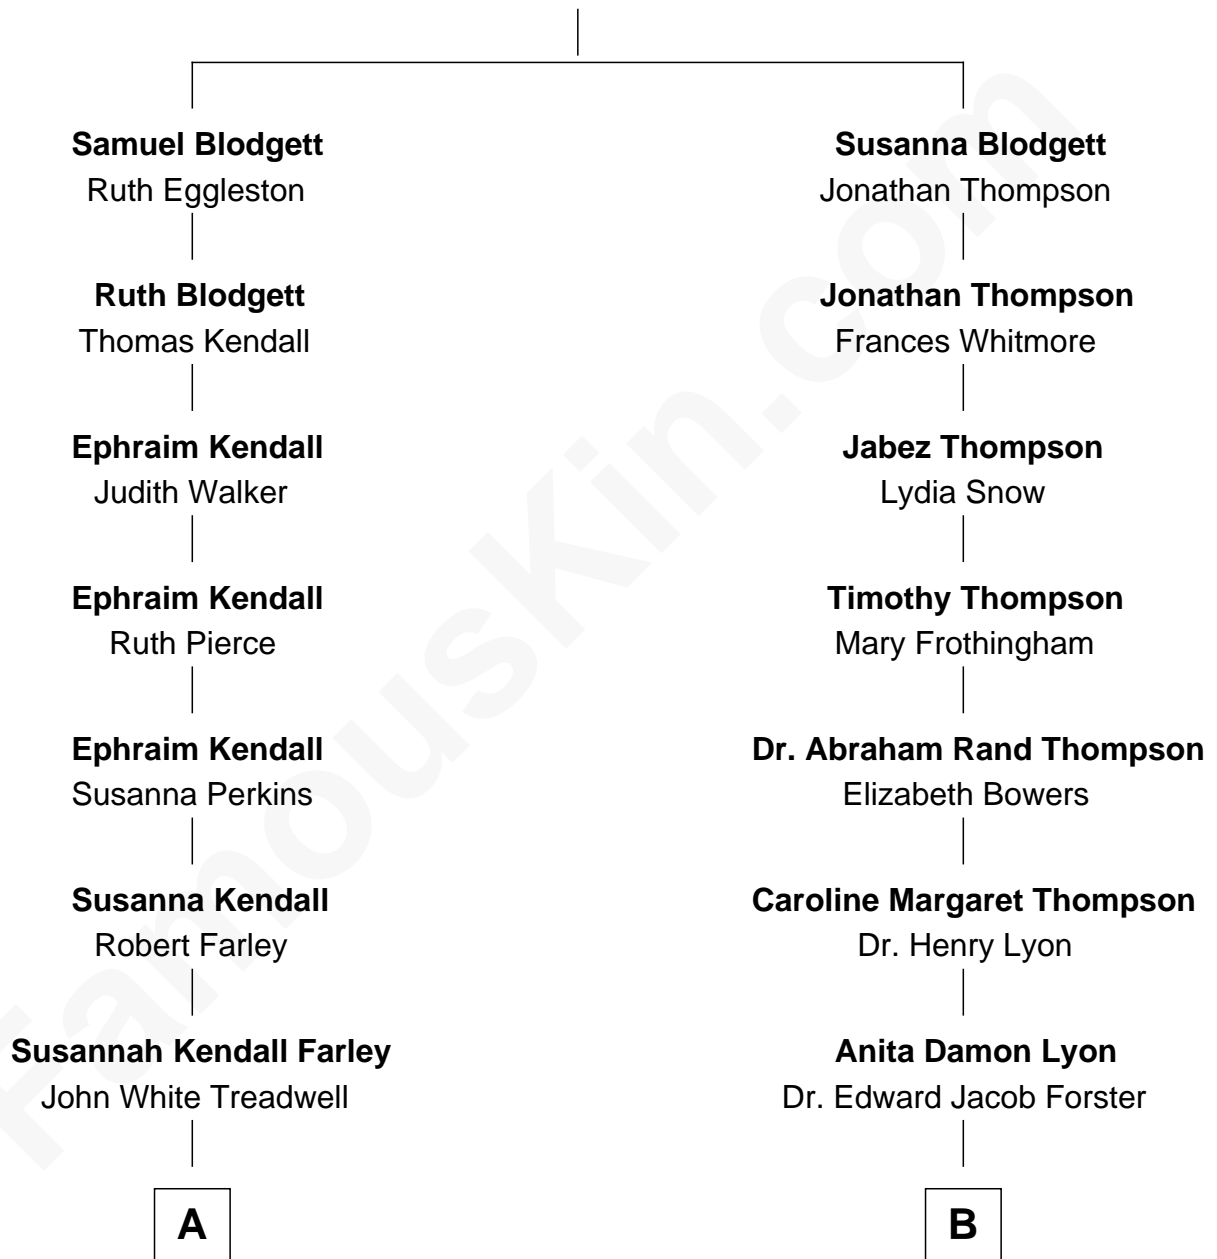 Samuel Blodgett
Ruth Eggleston
Ruth Blodgett
Thomas Kendall
Ephraim Kendall
Judith Walker
Ephraim Kendall
Ruth Pierce
Ephraim Kendall
Susanna Perkins
Susanna Kendall
Robert Farley
Susannah Kendall Farley
John White Treadwell
A
Susanna Blodgett
Jonathan Thompson
Jonathan Thompson
Frances Whitmore
Jabez Thompson
Lydia Snow
Timothy Thompson
Mary Frothingham
Dr. Abraham Rand Thompson
Elizabeth Bowers
Caroline Margaret Thompson
Dr. Henry Lyon
Anita Damon Lyon
Dr. Edward Jacob Forster
B
FamousKin.com